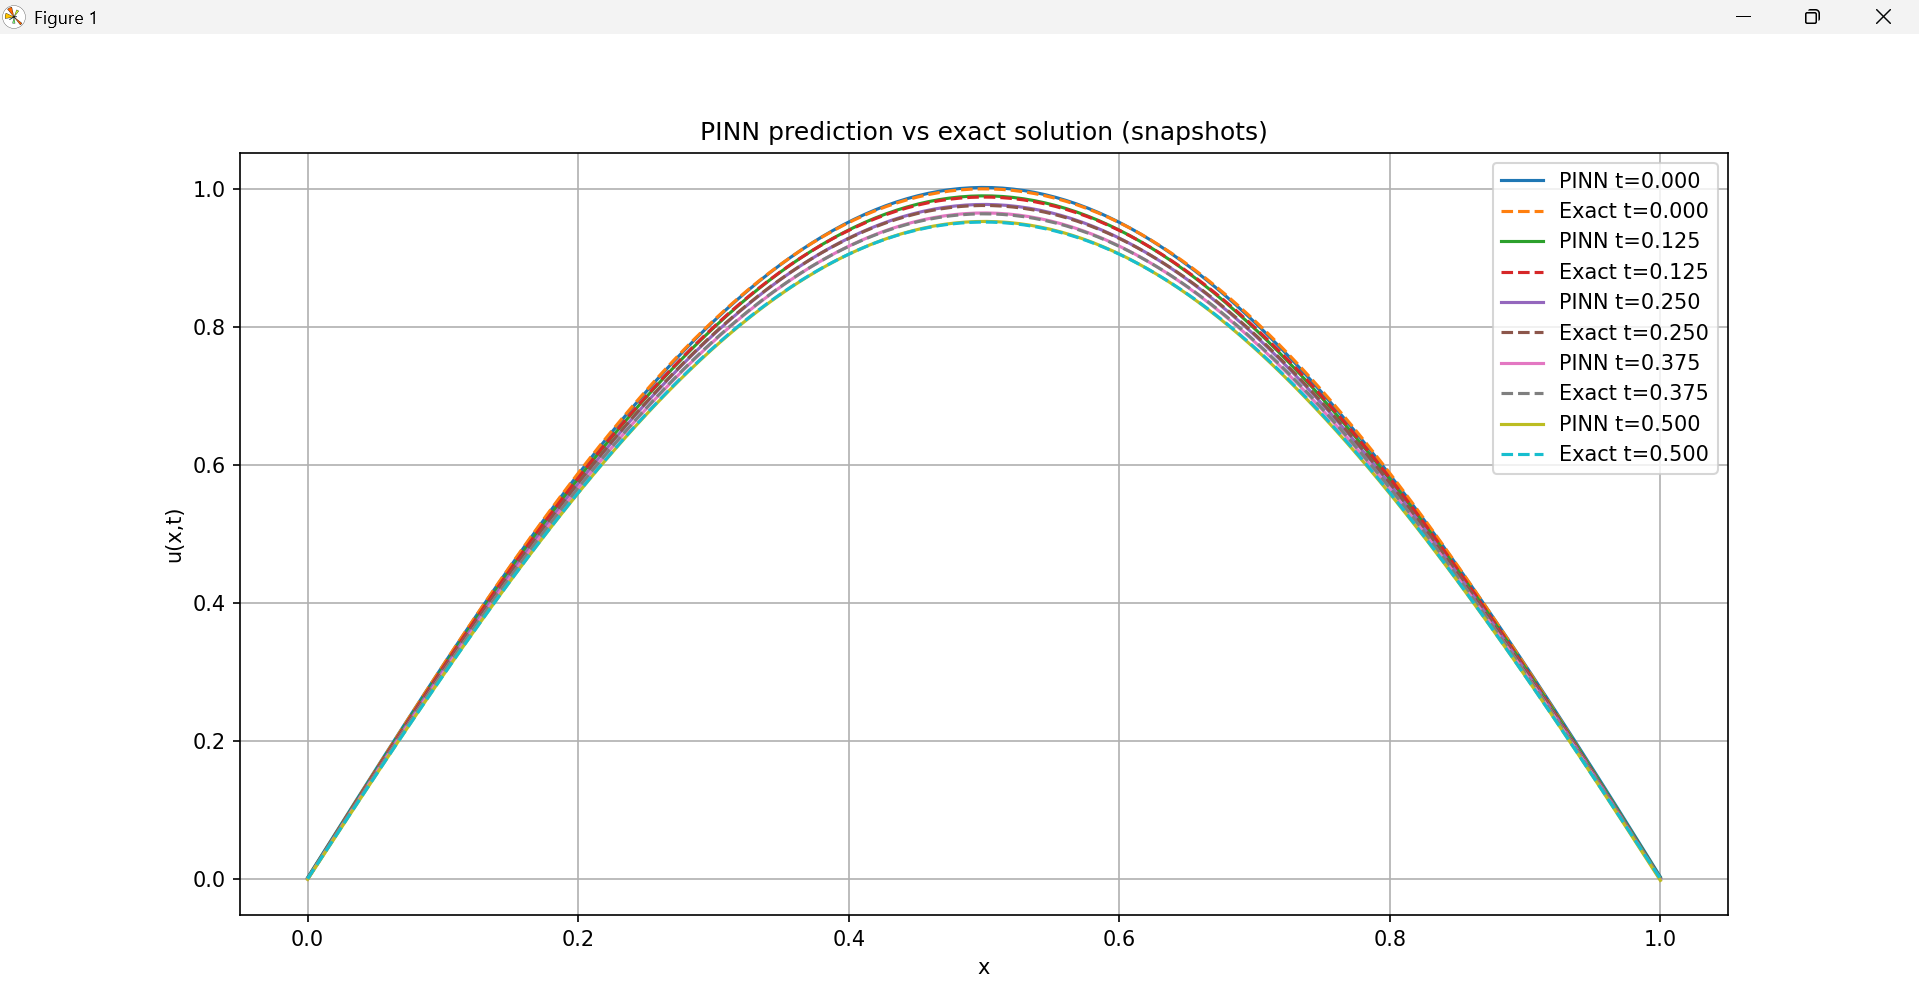 Figure 1
PINN prediction vs exact solution (snapshots)
PINN t=0.000
Exact t=0.000
PINN t=0.125
Exact t=0.125
PINN t=0.250
Exact t=0.250
PINN t=0.375
Exact t=0.375
PINN t=0.500
Exact t=0.500
u(x,t)
1.0
0.8
0.6
0.4
0.2
0.0
0.0 0.2 0.4 0.6 0.8 1.0
x